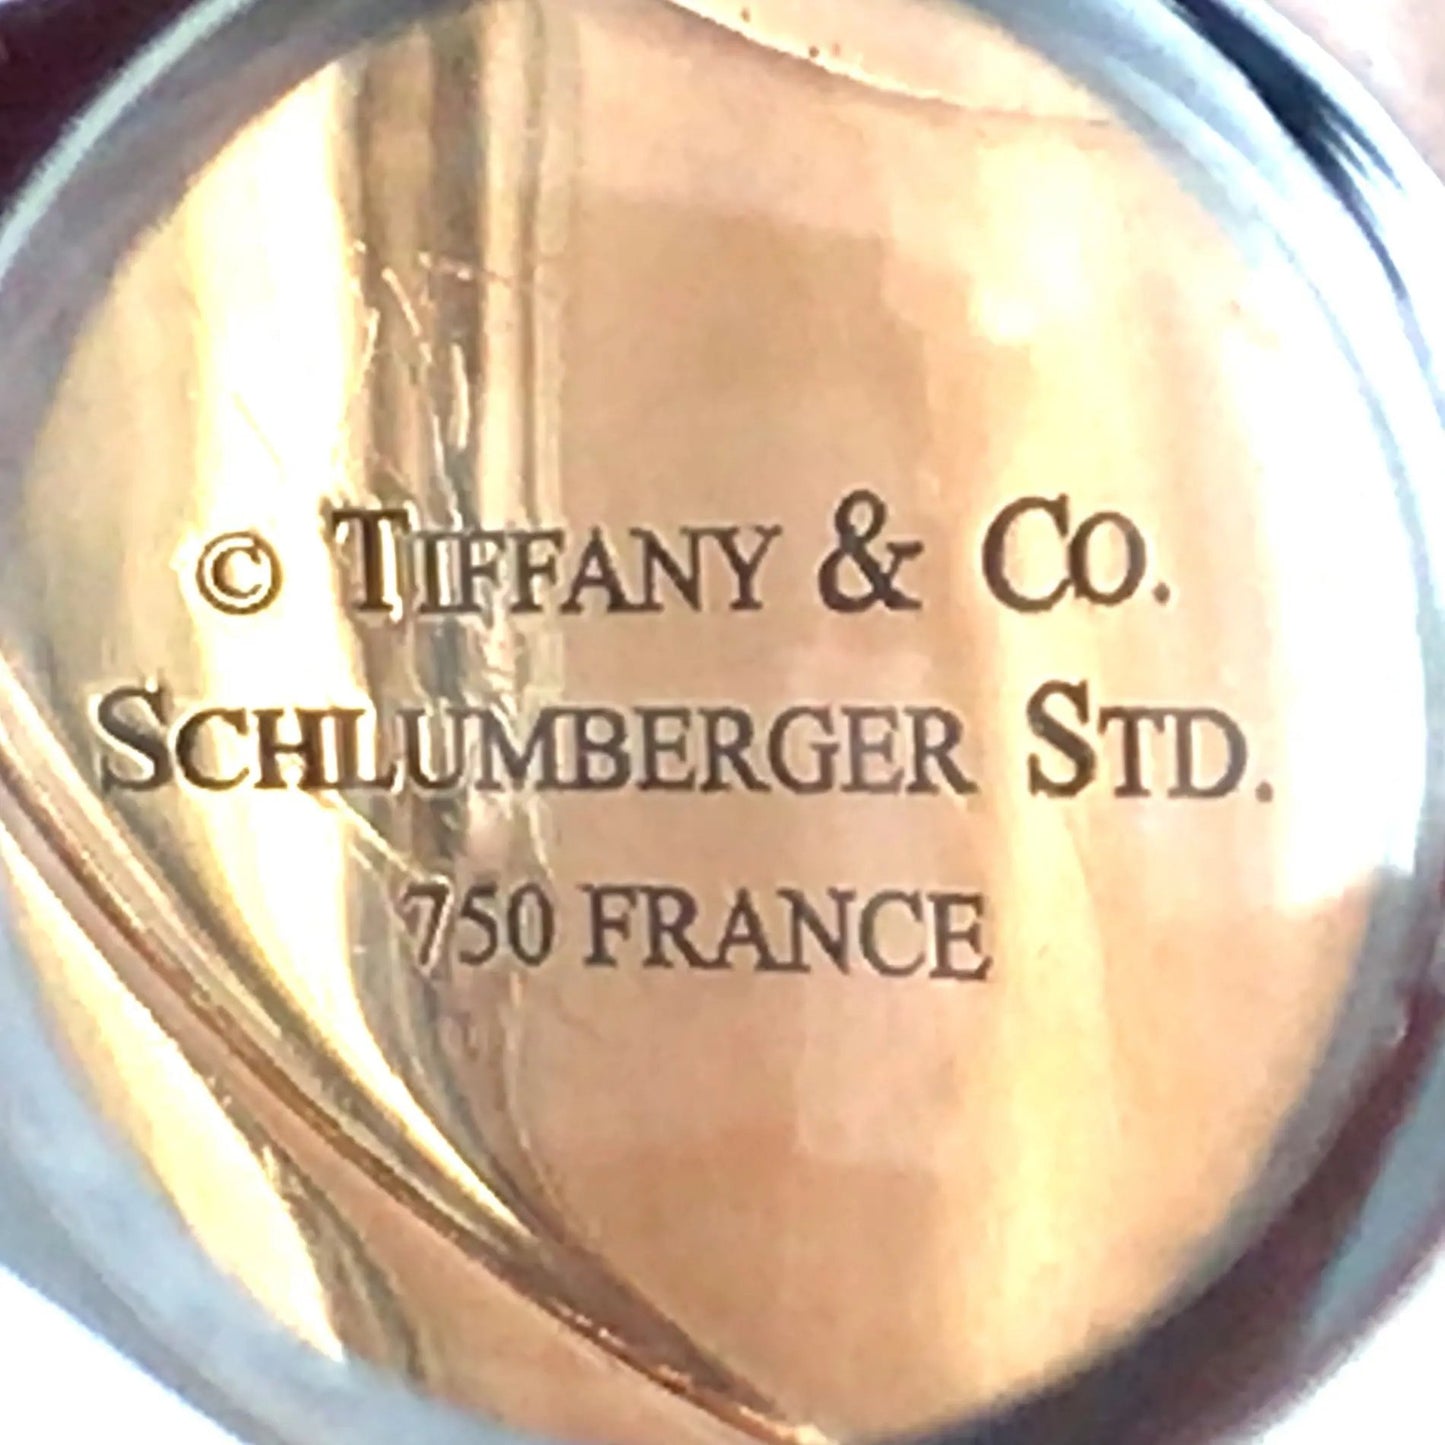 © TIFFANY & CO.
SCHLUMBERGER STD.
750 FRANCE